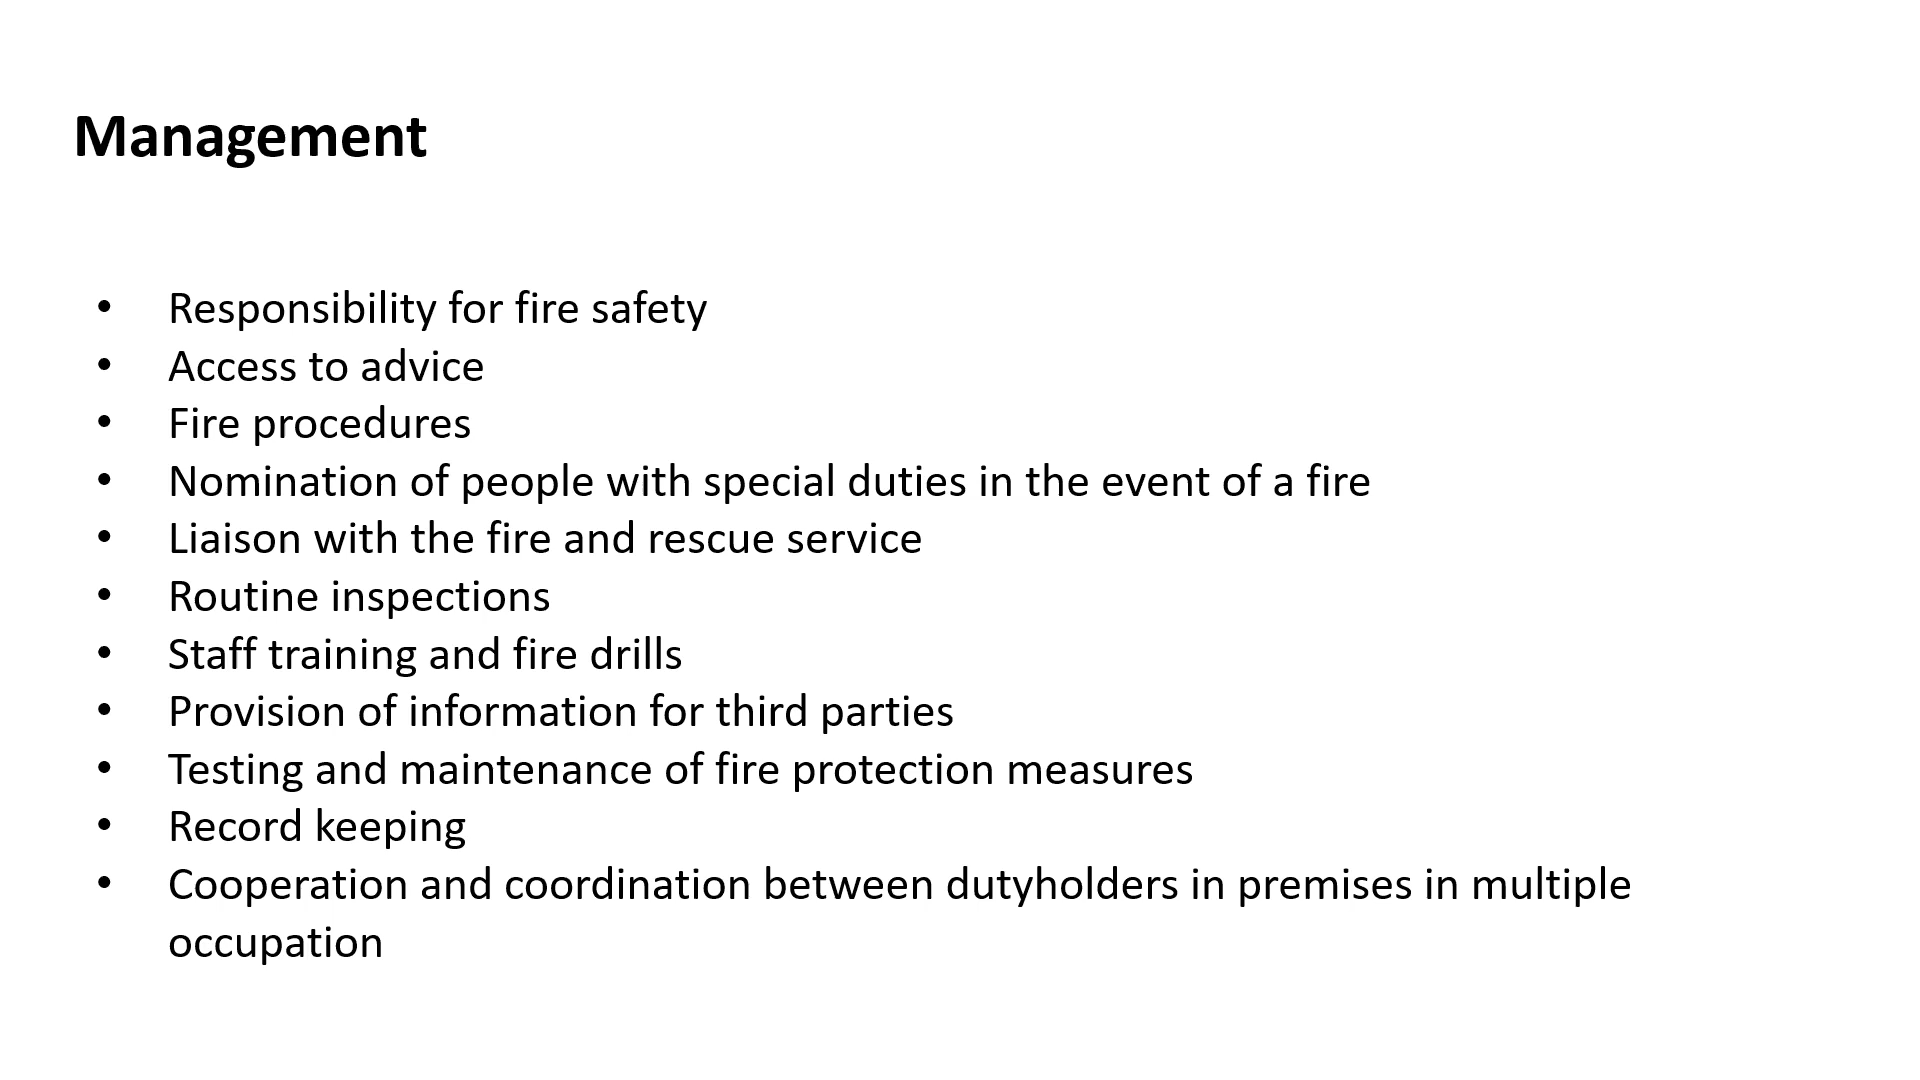 Management
• Responsibility for fire safety
• Access to advice
• Fire procedures
• Nomination of people with special duties in the event of a fire
• Liaison with the fire and rescue service
• Routine inspections
• Staff training and fire drills
• Provision of information for third parties
• Testing and maintenance of fire protection measures
• Record keeping
• Cooperation and coordination between dutyholders in premises in multiple
occupation